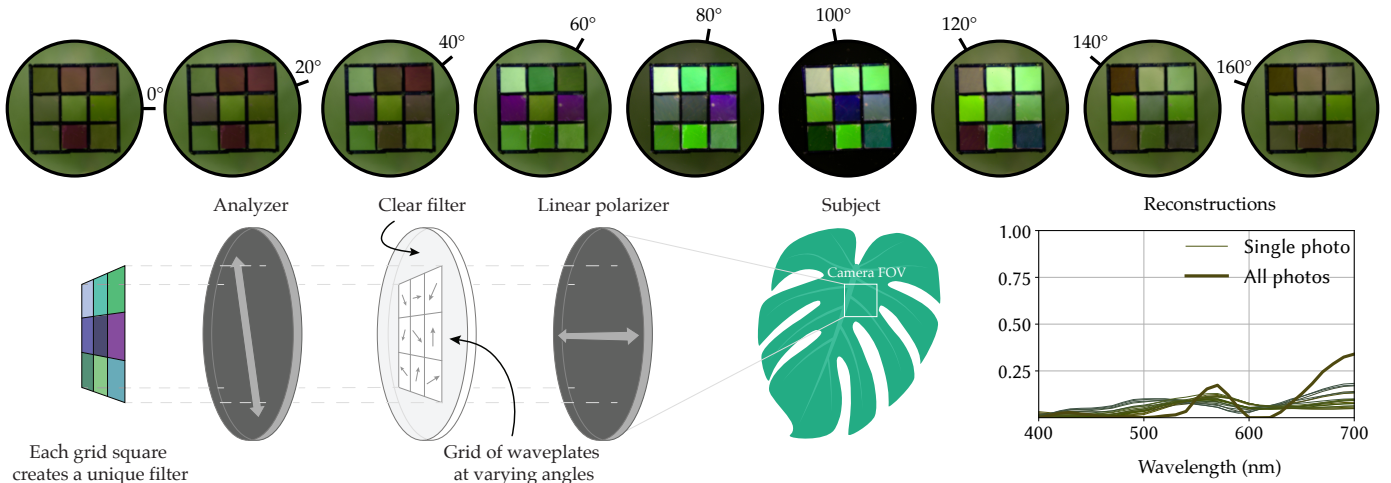 0°
20°
40°
60°
80°
100°
120°
140°
160°
Analyzer
Clear filter
Linear polarizer
Subject
Reconstructions
Camera FOV
Each grid square
creates a unique filter
Grid of waveplates
at varying angles
1.00
0.75
0.50
0.25
Single photo
All photos
400
500
600
700
Wavelength (nm)